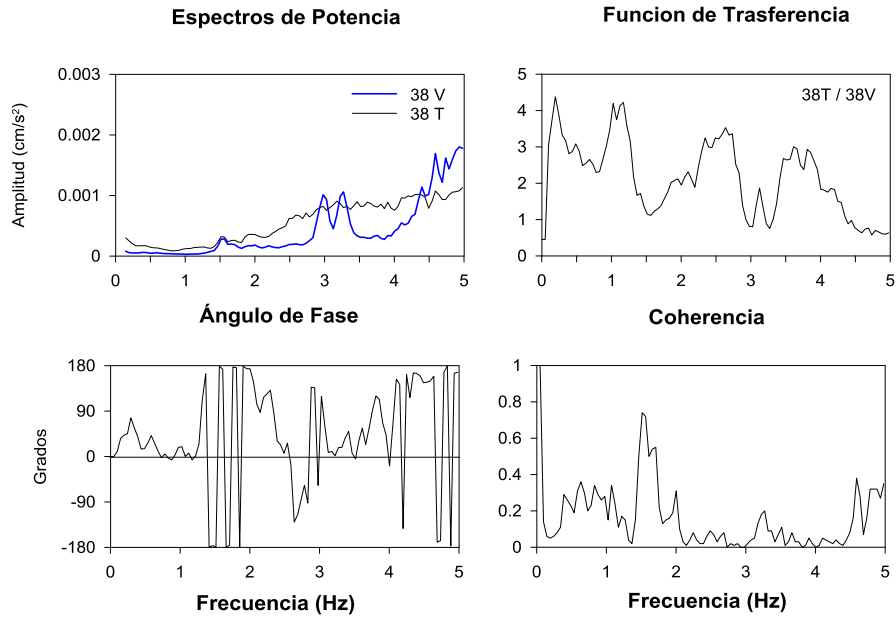 Espectros de Potencia
Funcion de Trasferencia
0.003
0.002
0.001
0
Amplitud (cm/s²)
38 V
38 T
0 1 2 3 4 5
5
4
3
2
1
0
38T / 38V
0 1 2 3 4 5
Ángulo de Fase
Coherencia
180
90
0
-90
-180
Grados
0 1 2 3 4 5
Frecuencia (Hz)
1
0.8
0.6
0.4
0.2
0
0 1 2 3 4 5
Frecuencia (Hz)